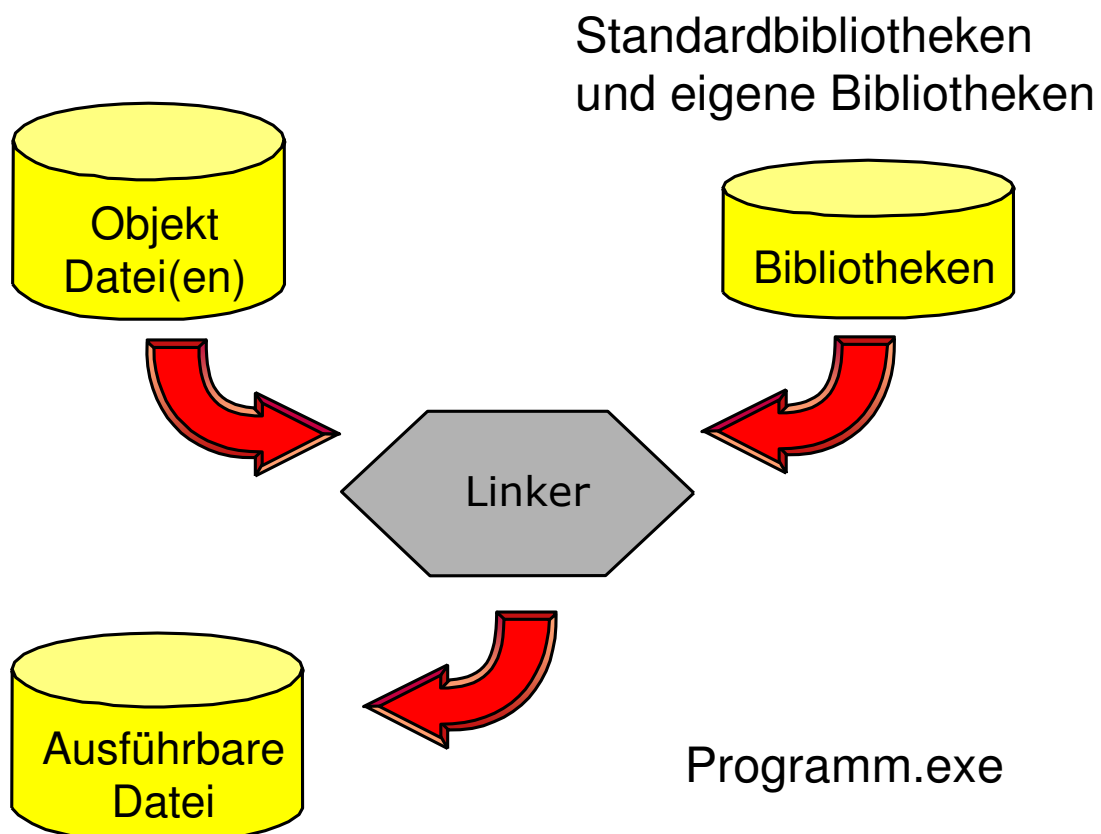 Standardbibliotheken
und eigene Bibliotheken
Objekt
Datei(en)
Bibliotheken
Linker
Ausführbare
Datei
Programm.exe